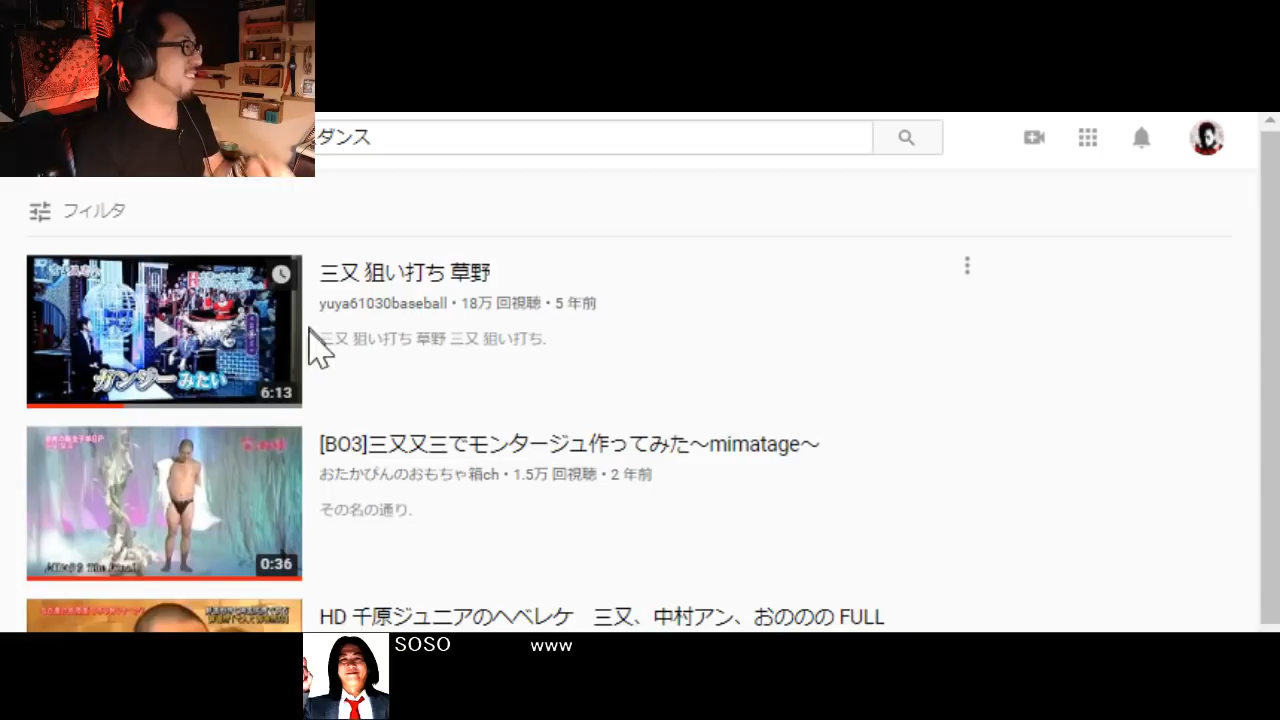 ダンス
フィルタ
三又 狙い打ち 草野
yuya61030baseball・18万 回視聴・5 年前
三又 狙い打ち 草野 三又 狙い打ち.
ガンジーみたい
6:13
[BO3]三又又三でモンタージュ作ってみた〜mimatage〜
おたかぴんのおもちゃ箱ch・1.5万 回視聴・2 年前
その名の通り.
0:36
HD 千原ジュニアのヘベレケ　三又、中村アン、おののの FULL
SOSO www